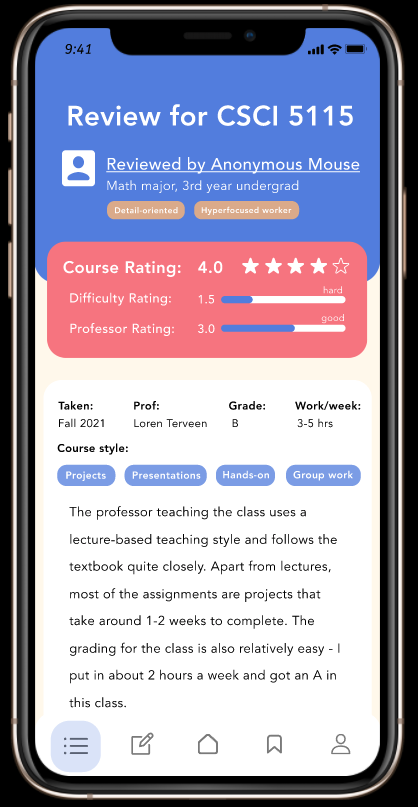 9:41
Review for CSCI 5115
Reviewed by Anonymous Mouse
Math major, 3rd year undergrad
Detail-oriented Hyperfocused worker
Course Rating: 4.0
hard
Difficulty Rating: 1.5
good
Professor Rating: 3.0
Taken: Prof: Grade: Work/week:
Fall 2021 Loren Terveen B 3-5 hrs
Course style:
Projects Presentations Hands-on Group work
The professor teaching the class uses a
lecture-based teaching style and follows the
textbook quite closely. Apart from lectures,
most of the assignments are projects that
take around 1-2 weeks to complete. The
grading for the class is also relatively easy - I
put in about 2 hours a week and got an A in
this class.